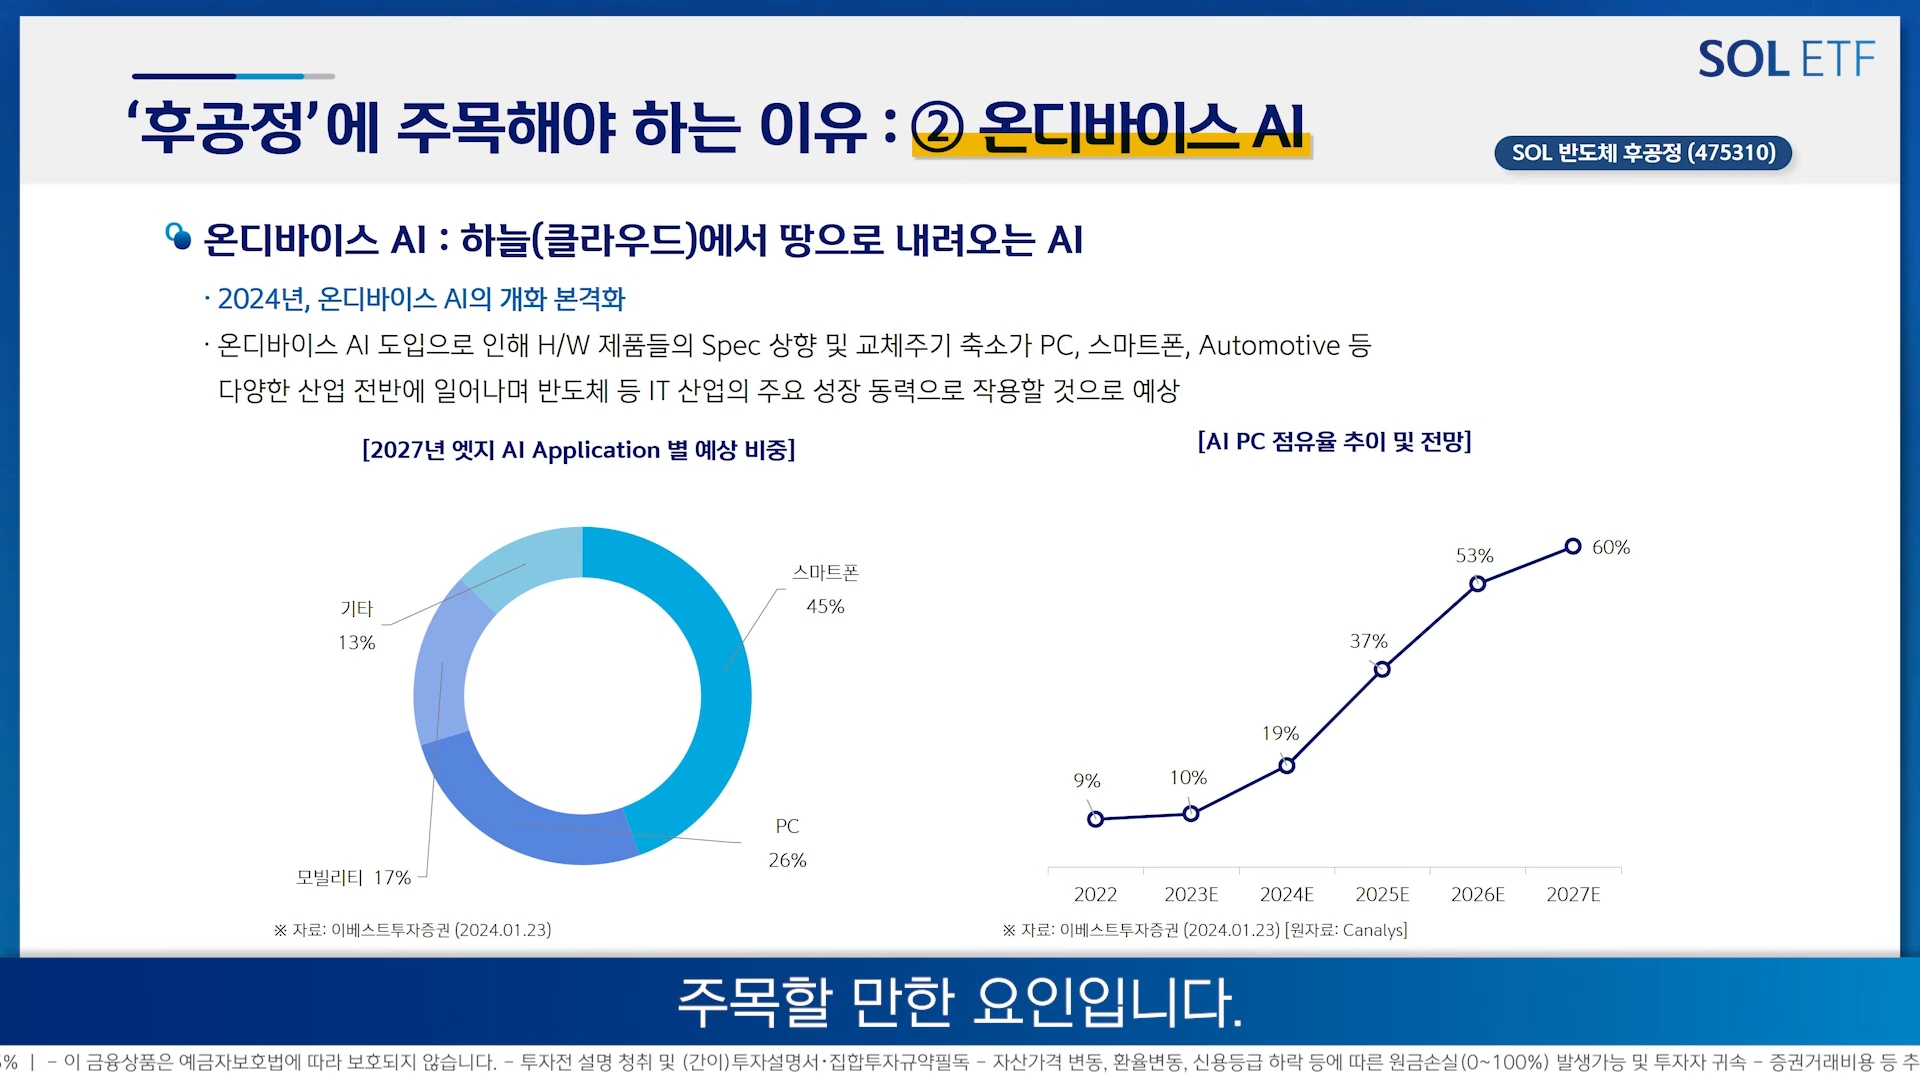 SOL ETF
‘후공정’에 주목해야 하는 이유 : ② 온디바이스 AI
SOL 반도체 후공정 (475310)
온디바이스 AI : 하늘(클라우드)에서 땅으로 내려오는 AI
· 2024년, 온디바이스 AI의 개화 본격화
· 온디바이스 AI 도입으로 인해 H/W 제품들의 Spec 상향 및 교체주기 축소가 PC, 스마트폰, Automotive 등
다양한 산업 전반에 일어나며 반도체 등 IT 산업의 주요 성장 동력으로 작용할 것으로 예상
[2027년 엣지 AI Application 별 예상 비중]
스마트폰
45%
기타
13%
PC
26%
모빌리티 17%
※ 자료: 이베스트투자증권 (2024.01.23)
[AI PC 점유율 추이 및 전망]
9%
10%
19%
37%
53%
60%
2022 2023E 2024E 2025E 2026E 2027E
※ 자료: 이베스트투자증권 (2024.01.23) [원자료: Canalys]
주목할 만한 요인입니다.
% | - 이 금융상품은 예금자보호법에 따라 보호되지 않습니다. - 투자전 설명 청취 및 (간이)투자설명서·집합투자규약필독 - 자산가격 변동, 환율변동, 신용등급 하락 등에 따른 원금손실(0~100%) 발생가능 및 투자자 귀속 - 증권거래비용 등 추